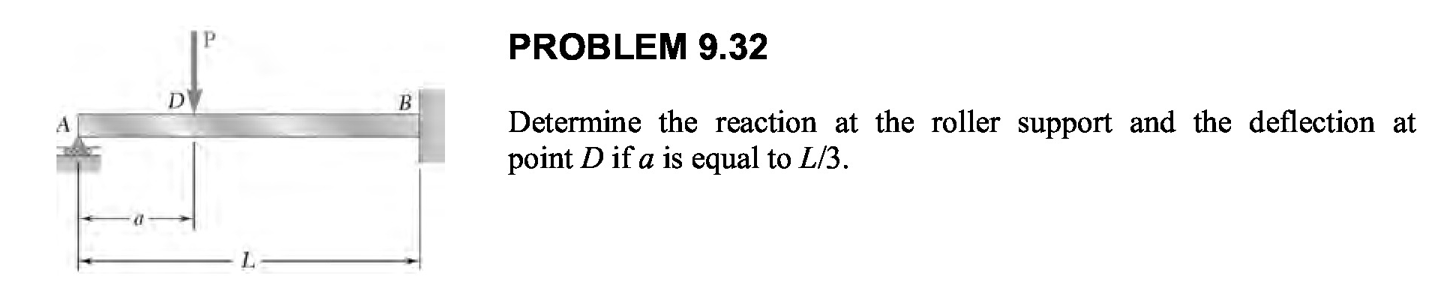 P
PROBLEM 9.32
D
B
A
Determine the reaction at the roller support and the deflection at
point D if a is equal to L/3.
a
L